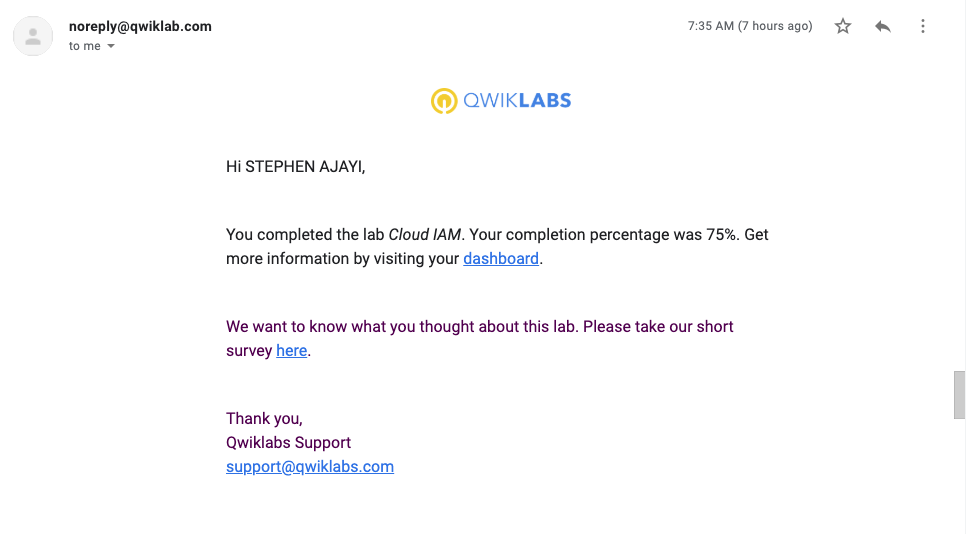 noreply@qwiklab.com
7:35 AM (7 hours ago)
to me
QWIKLABS
Hi STEPHEN AJAYI,
You completed the lab Cloud IAM. Your completion percentage was 75%. Get
more information by visiting your dashboard.
We want to know what you thought about this lab. Please take our short
survey here.
Thank you,
Qwiklabs Support
support@qwiklabs.com